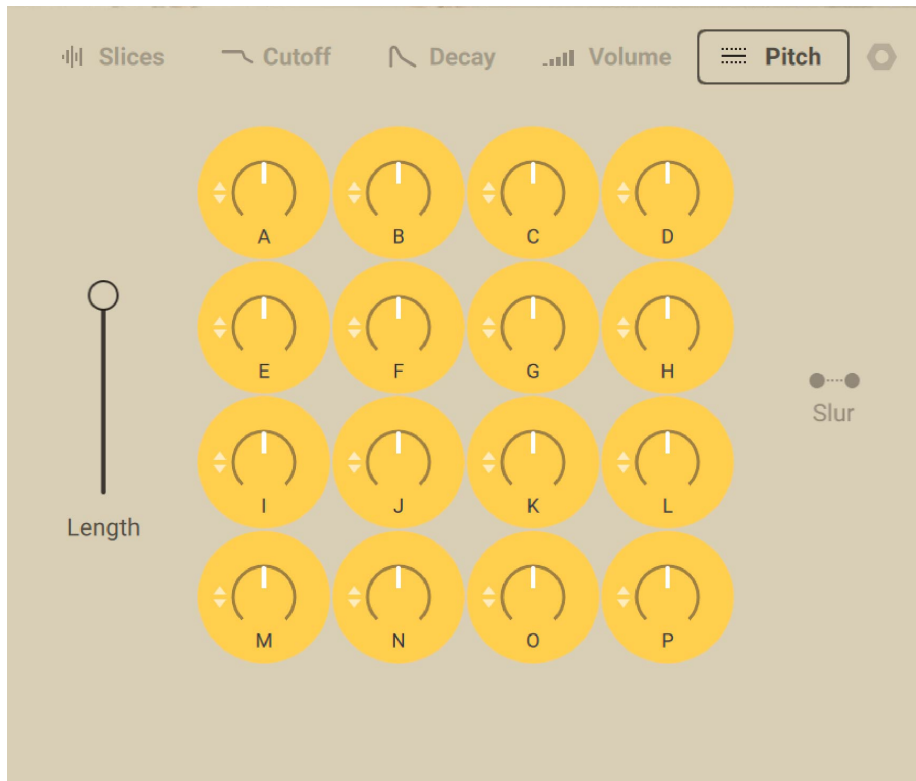 Slices Cutoff Decay Volume Pitch
A B C D
E F G H
Slur
I J K L
Length
M N O P